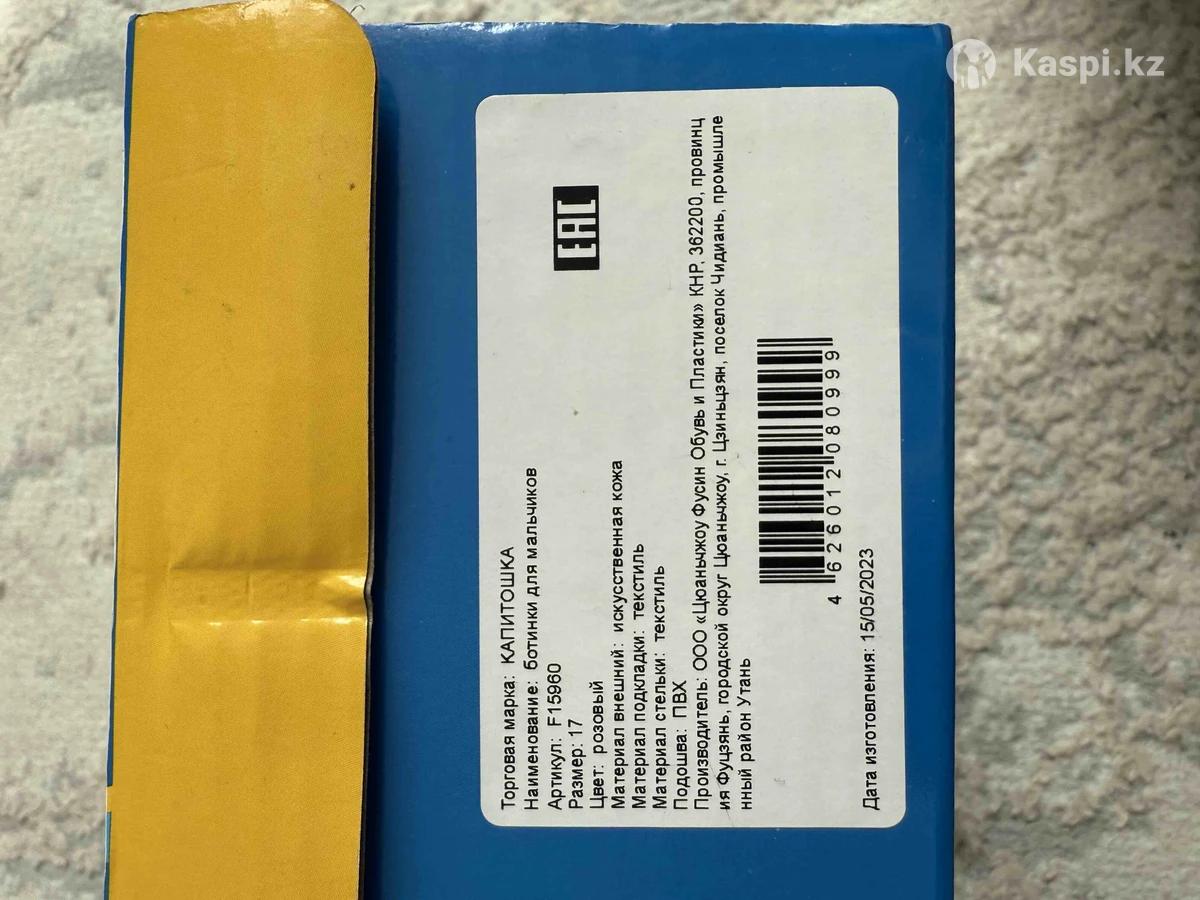 Kaspi.kz
EAC
Торговая марка: КАПИТОШКА
Наименование: ботинки для мальчиков
Артикул: F15960
Размер: 17
Цвет: розовый
Материал внешний: искусственная кожа
Материал подкладки: текстиль
Материал стельки: текстиль
Подошва: ПВХ
Производитель: ООО «Цюаньчжоу Фусин Обувь и Пластики» КНР, 362200, провинц
ия Фуцзянь, городской округ Цюаньчжоу, г. Цзиньцзян, поселок Чидиань, промышле
нный район Утань
4 626012 080999
Дата изготовления: 15/05/2023